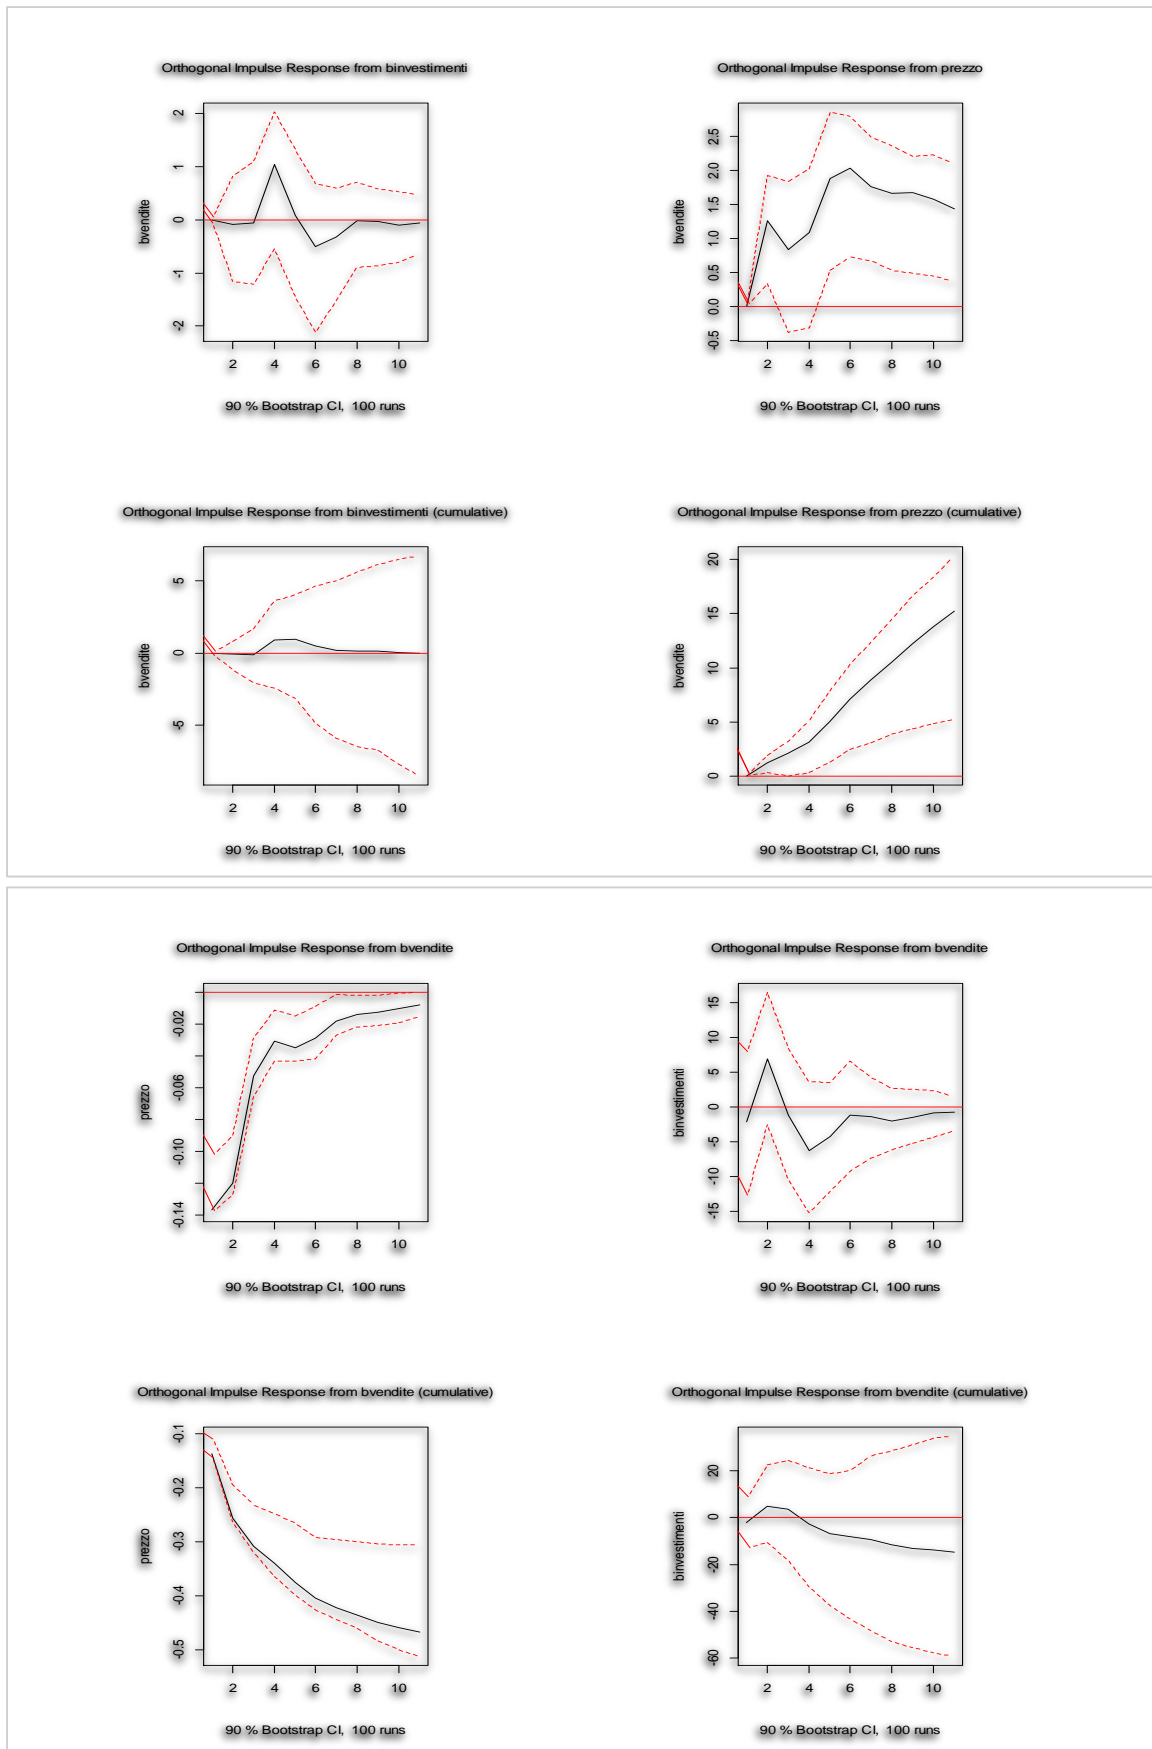 Orthogonal Impulse Response from binvestimenti
Orthogonal Impulse Response from prezzo
bvendite
2
1
0
-1
-2
2 4 6 8 10
90 % Bootstrap CI, 100 runs
bvendite
2.5
2.0
1.5
1.0
0.5
0.0
-0.5
2 4 6 8 10
90 % Bootstrap CI, 100 runs
Orthogonal Impulse Response from binvestimenti (cumulative)
Orthogonal Impulse Response from prezzo (cumulative)
bvendite
5
0
-5
2 4 6 8 10
90 % Bootstrap CI, 100 runs
bvendite
20
15
10
5
0
2 4 6 8 10
90 % Bootstrap CI, 100 runs
Orthogonal Impulse Response from bvendite
Orthogonal Impulse Response from bvendite
prezzo
-0.02
-0.06
-0.10
-0.14
2 4 6 8 10
90 % Bootstrap CI, 100 runs
binvestimenti
15
10
5
0
-5
-10
-15
2 4 6 8 10
90 % Bootstrap CI, 100 runs
Orthogonal Impulse Response from bvendite (cumulative)
Orthogonal Impulse Response from bvendite (cumulative)
prezzo
-0.1
-0.2
-0.3
-0.4
-0.5
2 4 6 8 10
90 % Bootstrap CI, 100 runs
binvestimenti
20
0
-20
-40
-60
2 4 6 8 10
90 % Bootstrap CI, 100 runs